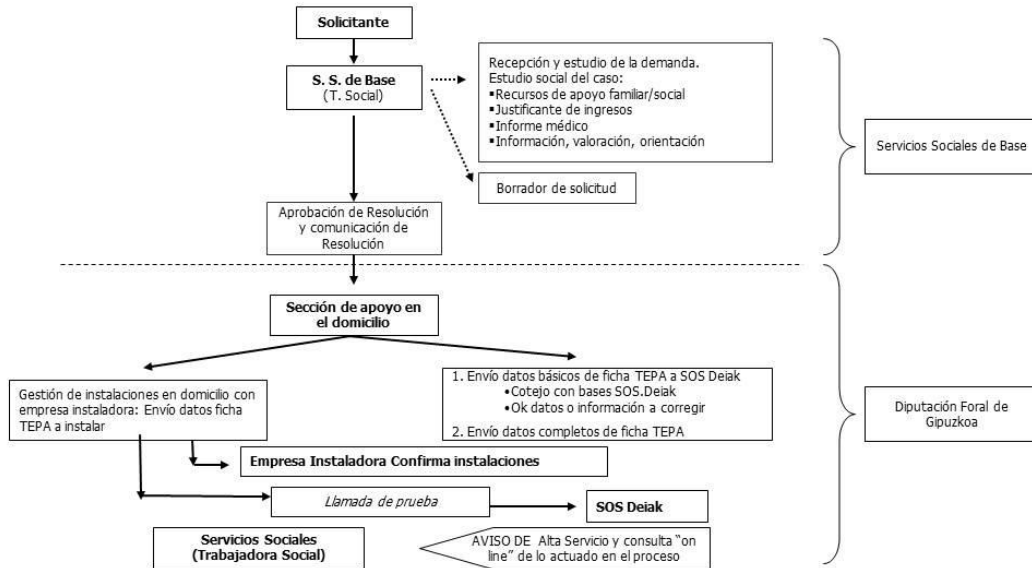 Solicitante
S. S. de Base
(T. Social)
Recepción y estudio de la demanda.
Estudio social del caso:
▪Recursos de apoyo familiar/social
▪Justificante de ingresos
▪Informe médico
▪Información, valoración, orientación
Borrador de solicitud
Servicios Sociales de Base
Aprobación de Resolución
y comunicación de
Resolución
Sección de apoyo en
el domicilio
Gestión de instalaciones en domicilio con
empresa instaladora: Envío datos ficha
TEPA a instalar
1. Envío datos básicos de ficha TEPA a SOS Deiak
•Cotejo con bases SOS.Deiak
•Ok datos o información a corregir
2. Envío datos completos de ficha TEPA
Diputación Foral de
Gipuzkoa
Empresa Instaladora Confirma instalaciones
Llamada de prueba
SOS Deiak
Servicios Sociales
(Trabajadora Social)
AVISO DE Alta Servicio y consulta "on
line" de lo actuado en el proceso